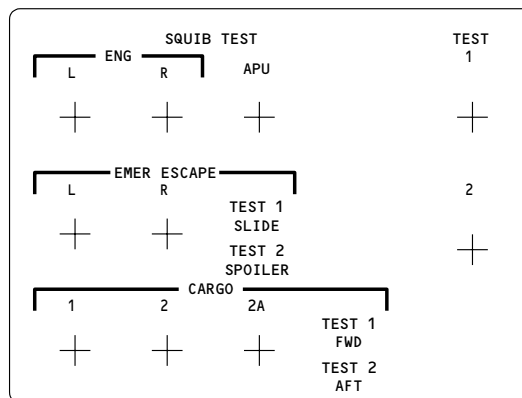 SQUIB TEST
TEST
1
ENG
L R APU
EMER ESCAPE
L R
2
TEST 1
SLIDE
TEST 2
SPOILER
CARGO
1 2 2A
TEST 1
FWD
TEST 2
AFT